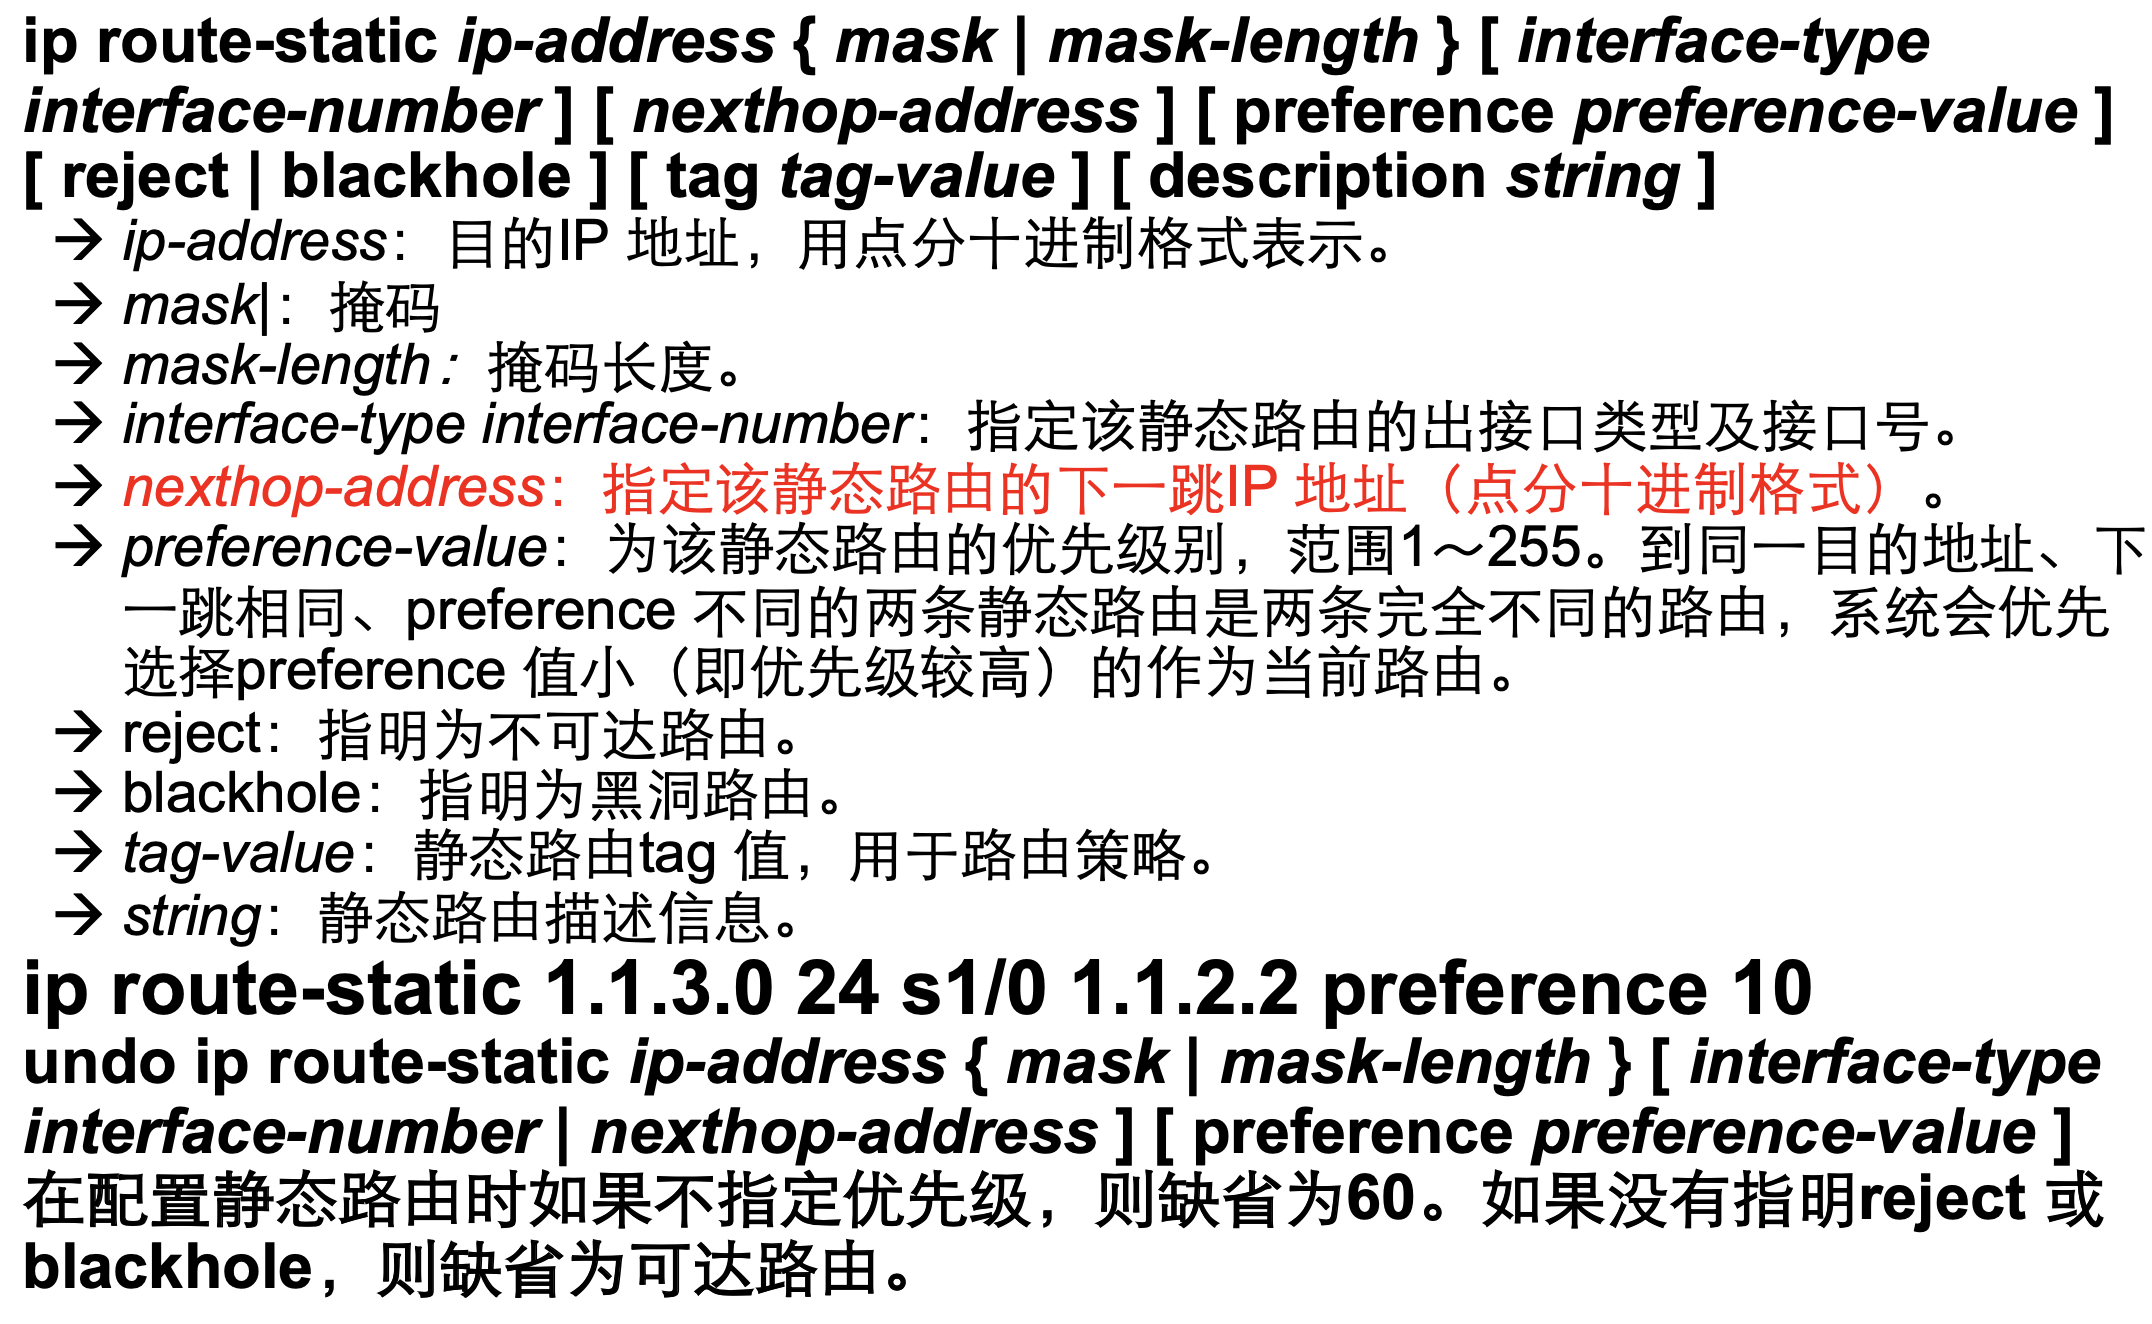 ip route-static ip-address { mask | mask-length } [ interface-type
interface-number ] [ nexthop-address ] [ preference preference-value ]
[ reject | blackhole ] [ tag tag-value ] [ description string ]
→ ip-address：目的IP 地址，用点分十进制格式表示。
→ mask|：掩码
→ mask-length：掩码长度。
→ interface-type interface-number：指定该静态路由的出接口类型及接口号。
→ nexthop-address：指定该静态路由的下一跳IP 地址（点分十进制格式）。
→ preference-value：为该静态路由的优先级别，范围1～255。到同一目的地址、下
一跳相同、preference 不同的两条静态路由是两条完全不同的路由，系统会优先
选择preference 值小（即优先级较高）的作为当前路由。
→ reject：指明为不可达路由。
→ blackhole：指明为黑洞路由。
→ tag-value：静态路由tag 值，用于路由策略。
→ string：静态路由描述信息。
ip route-static 1.1.3.0 24 s1/0 1.1.2.2 preference 10
undo ip route-static ip-address { mask | mask-length } [ interface-type
interface-number | nexthop-address ] [ preference preference-value ]
在配置静态路由时如果不指定优先级，则缺省为60。如果没有指明reject 或
blackhole，则缺省为可达路由。